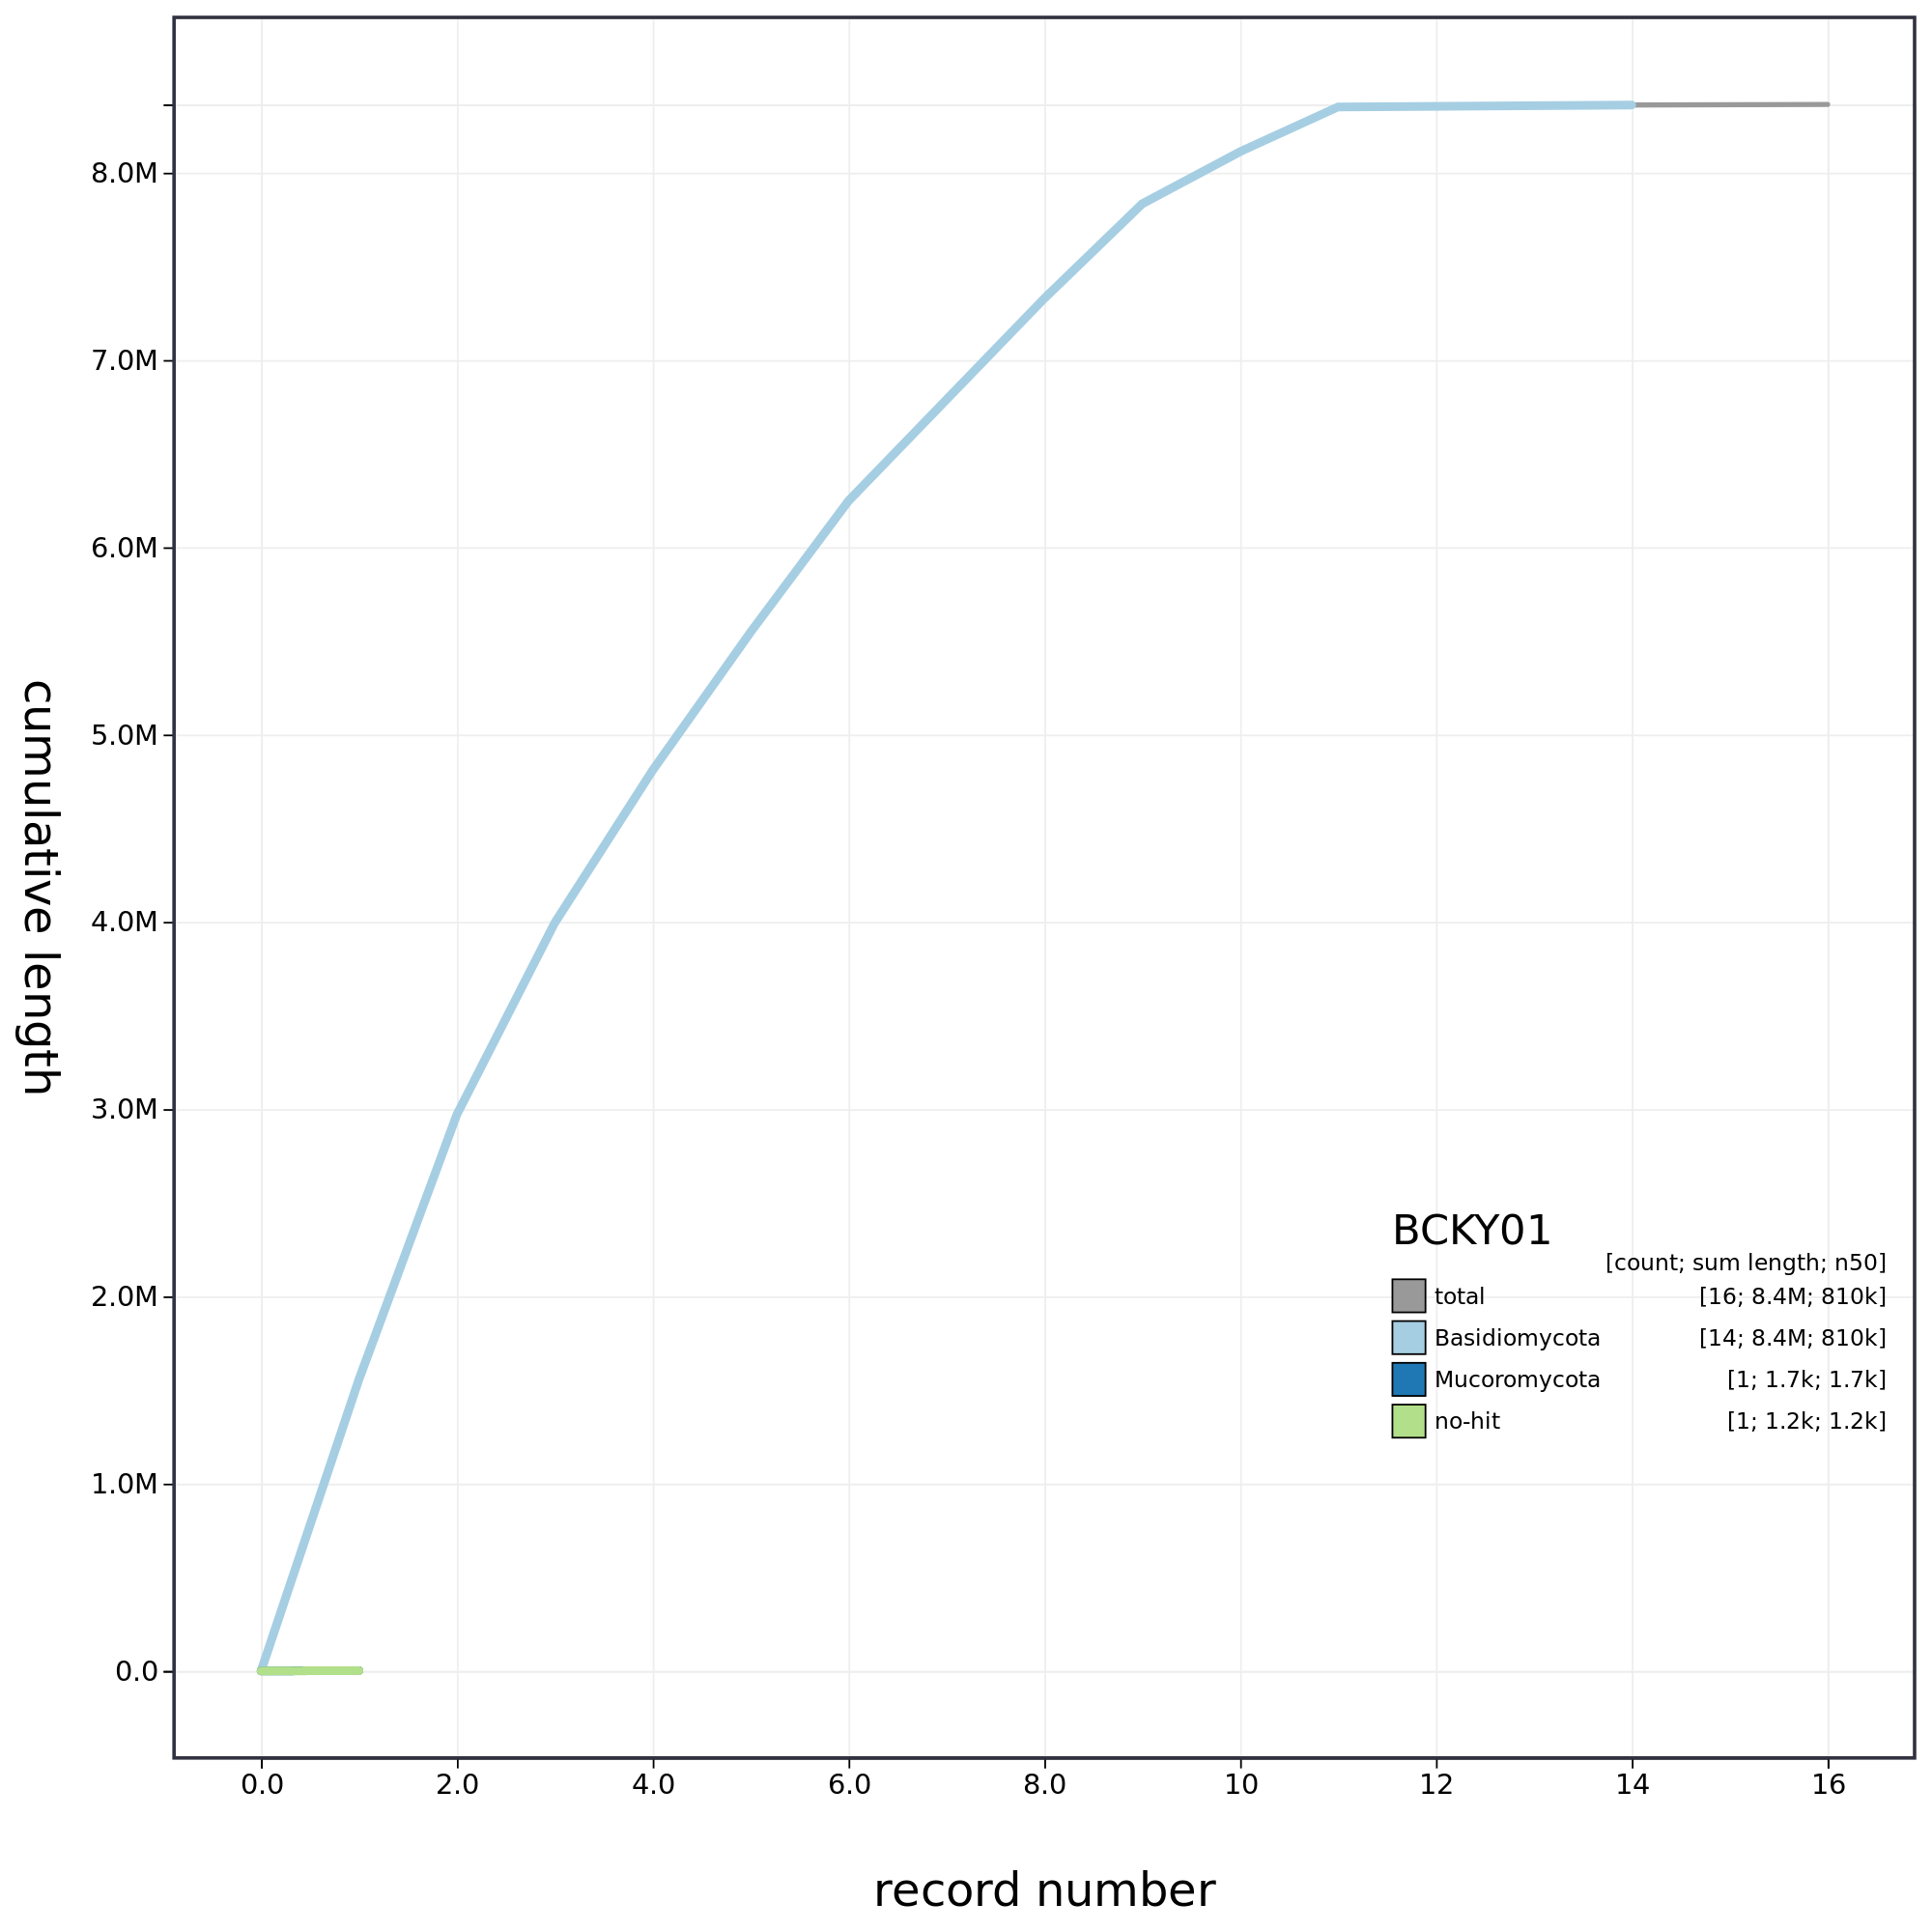 8.0M
7.0M
6.0M
5.0M
4.0M
3.0M
2.0M
1.0M
0.0
cumulative length
BCKY01
[count; sum length; n50]
total [16; 8.4M; 810k]
Basidiomycota [14; 8.4M; 810k]
Mucoromycota [1; 1.7k; 1.7k]
no-hit [1; 1.2k; 1.2k]
0.0 2.0 4.0 6.0 8.0 10 12 14 16
record number